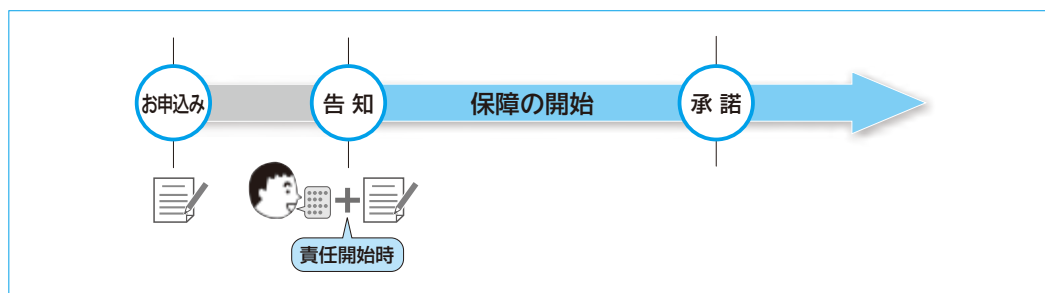 お申込み
告知
保障の開始
承諾
責任開始時